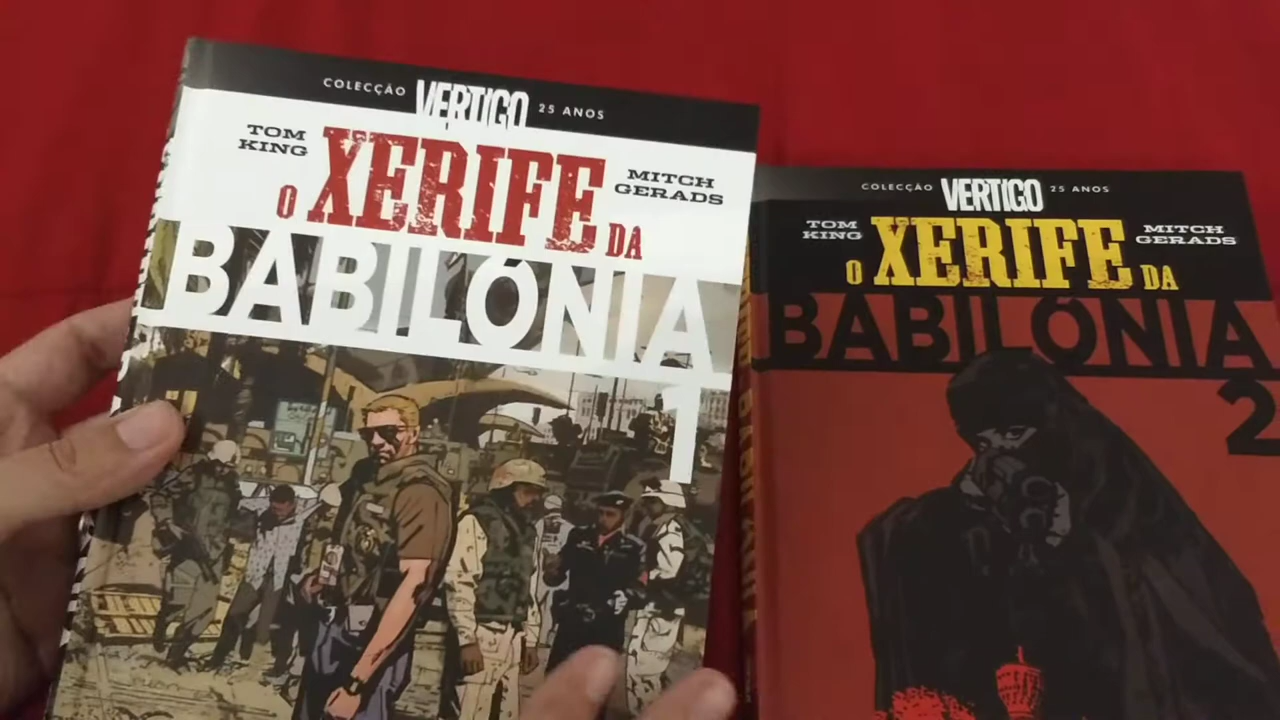 COLECÇÃO VERTIGO 25 ANOS
TOM KING
MITCH GERADS
O XERIFE DA
BABILÓNIA
1
COLECÇÃO VERTIGO 25 ANOS
TOM KING
MITCH GERADS
O XERIFE DA
BABILÓNIA
2